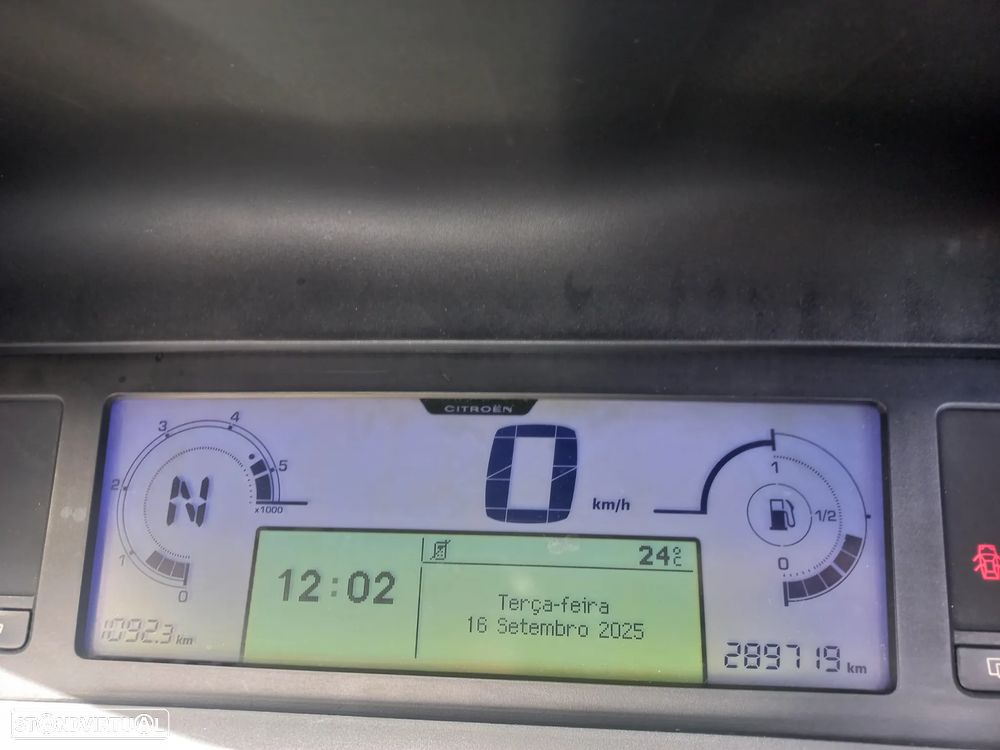 CITROËN
0 1 2 3 4 5
x1000
N
0 km/h
1 1/2 0
12:02
24°C
Terça-feira
16 Setembro 2025
1092.3 km
289719 km
STANDVIRTUAL